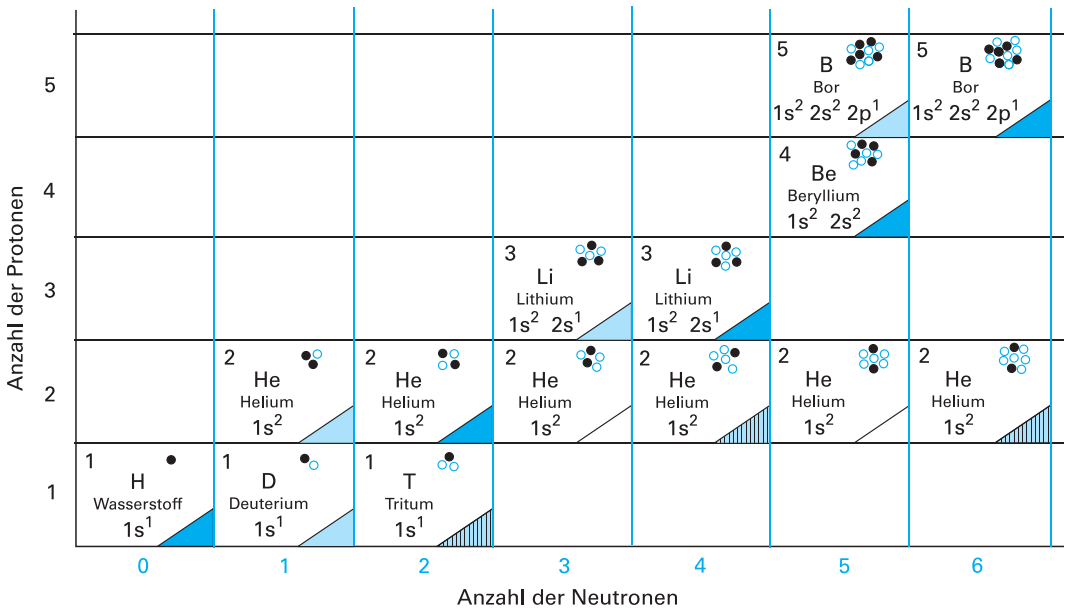 Anzahl der Protonen
5
5
B
Bor
1s² 2s² 2p¹
5
B
Bor
1s² 2s² 2p¹
4
4
Be
Beryllium
1s² 2s²
3
3
Li
Lithium
1s² 2s¹
3
Li
Lithium
1s² 2s¹
2
2
He
Helium
1s²
2
He
Helium
1s²
2
He
Helium
1s²
2
He
Helium
1s²
2
He
Helium
1s²
2
He
Helium
1s²
1
1
H
Wasserstoff
1s¹
1
D
Deuterium
1s¹
1
T
Tritum
1s¹
0 1 2 3 4 5 6
Anzahl der Neutronen